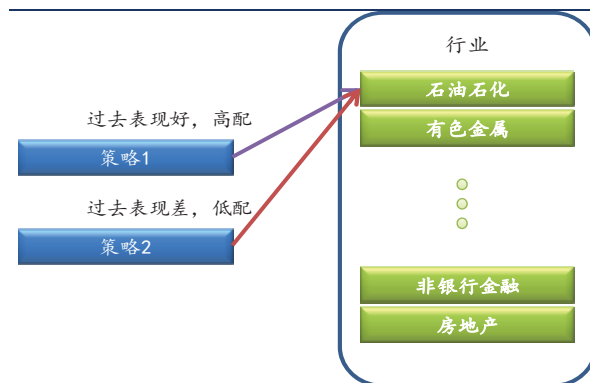 行业
石油石化
过去表现好，高配
有色金属
策略1
过去表现差，低配
策略2
非银行金融
房地产